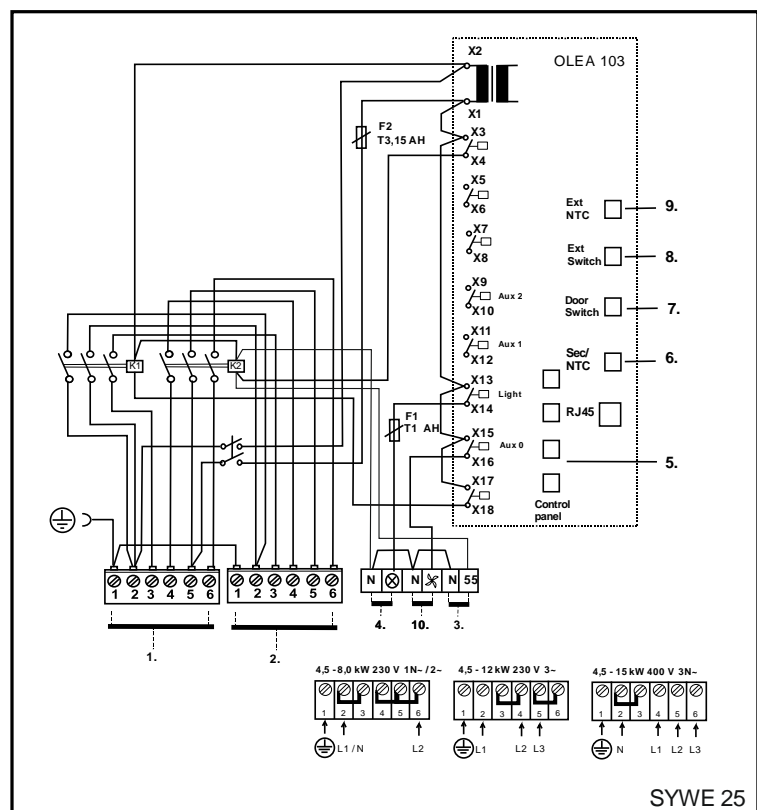 X2
OLEA 103
X1
F2
T3,15 AH
X3
X4
X5
X6
Ext
NTC
9.
X7
X8
Ext
Switch
8.
X9
Aux 2
X10
Door
Switch
7.
X11
Aux 1
X12
Sec/
NTC
6.
K1
K2
X13
Light
X14
F1
T1 AH
RJ45
X15
Aux 0
X16
5.
X17
X18
Control
panel
1 2 3 4 5 6
1 2 3 4 5 6
N N N 55
1.
2.
4.
10.
3.
4,5 - 8,0 kW 230 V 1N~ / 2~
1 2 3 4 5 6
L1 / N L2
4,5 - 12 kW 230 V 3~
1 2 3 4 5 6
L1 L2 L3
4,5 - 15 kW 400 V 3N~
1 2 3 4 5 6
N L1 L2 L3
SYWE 25